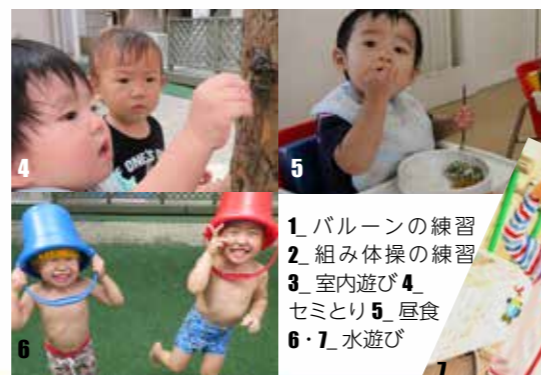 4
ONE'S
5
6
1_ バルーンの練習
2_ 組み体操の練習
3_ 室内遊び 4_
セミとり 5_ 昼食
6・7_ 水遊び
7